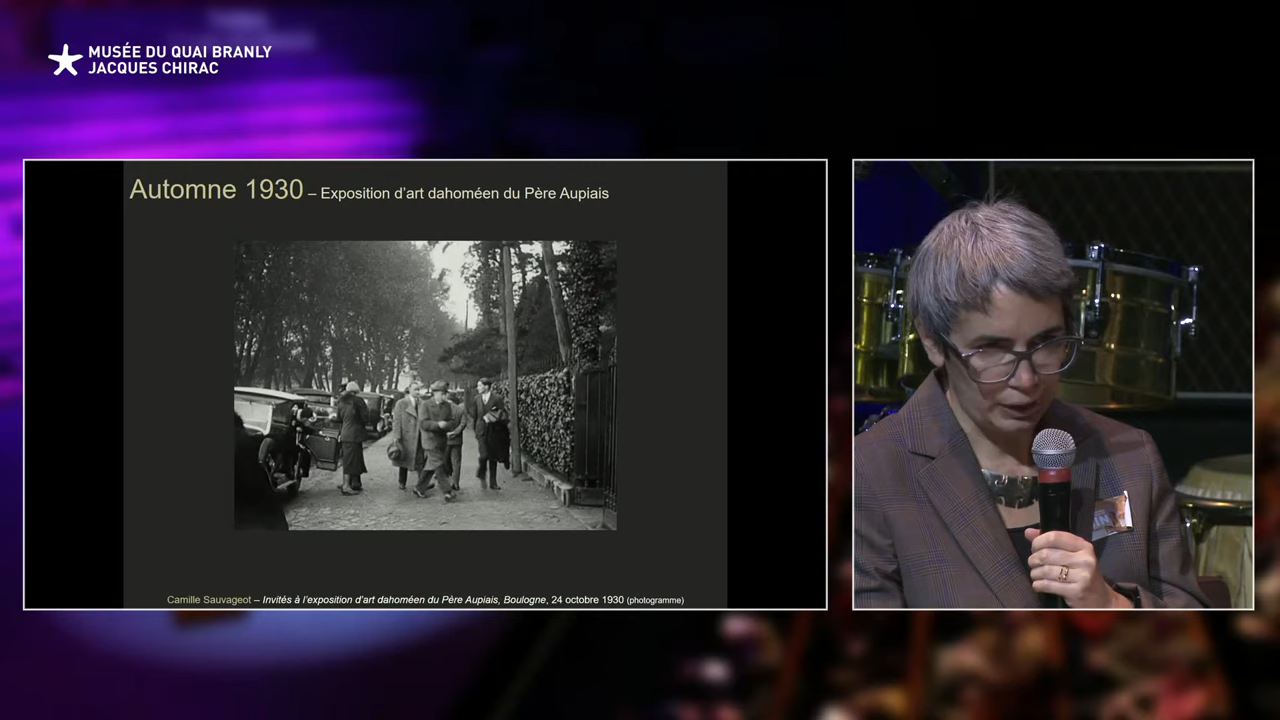 MUSÉE DU QUAI BRANLY
JACQUES CHIRAC
Automne 1930 – Exposition d'art dahoméen du Père Aupiais
Camille Sauvageot – Invités à l'exposition d'art dahoméen du Père Aupiais, Boulogne, 24 octobre 1930 (photogramme)